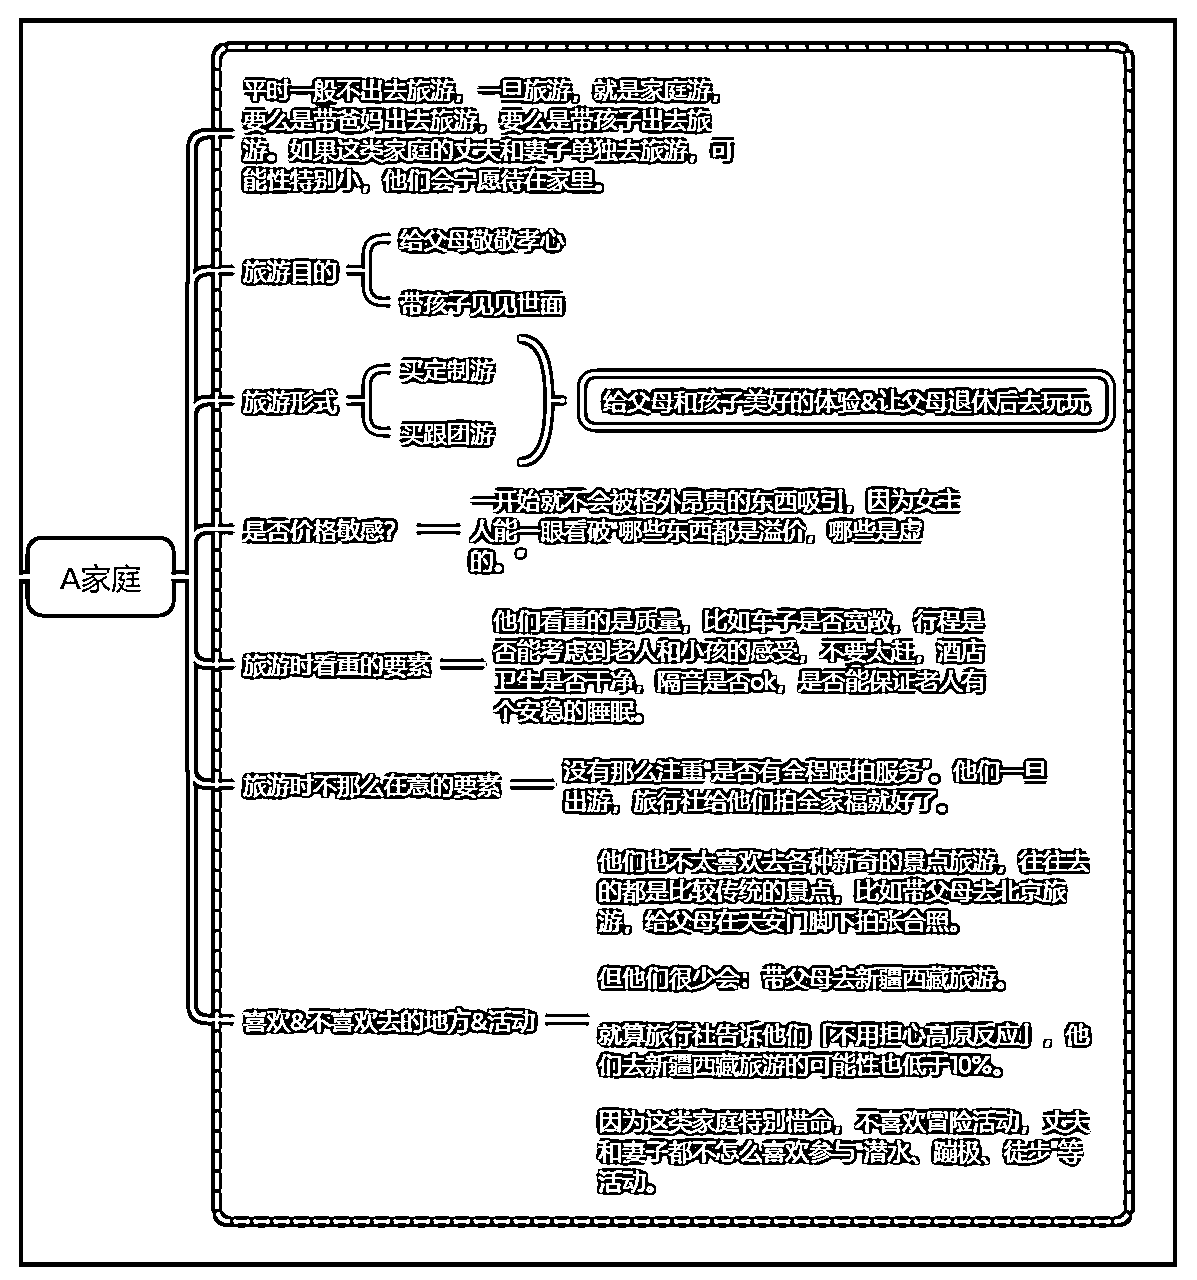 A家庭
平时一般不出去旅游，一旦旅游，就是家庭游，
要么是带爸妈出去旅游，要么是带孩子出去旅
游。如果这类家庭的丈夫和妻子单独去旅游，可
能性特别小，他们会宁愿待在家里。
旅游目的
给父母敬敬孝心
带孩子见见世面
旅游形式
买定制游
买跟团游
给父母和孩子美好的体验&让父母退休后去玩玩
是否价格敏感？
一开始就不会被格外昂贵的东西吸引，因为女主
人能一眼看破“哪些东西都是溢价，哪些是虚
的。”
旅游时看重的要素
他们看重的是质量，比如车子是否宽敞，行程是
否能考虑到老人和小孩的感受，不要太赶，酒店
卫生是否干净，隔音是否ok，是否能保证老人有
个安稳的睡眠。
旅游时不那么在意的要素
没有那么注重“是否有全程跟拍服务”。他们一旦
出游，旅行社给他们拍全家福就好了。
喜欢&不喜欢去的地方&活动
他们也不太喜欢去各种新奇的景点旅游，往往去
的都是比较传统的景点，比如带父母去北京旅
游，给父母在天安门脚下拍张合照。
但他们很少会：带父母去新疆西藏旅游。
就算旅行社告诉他们「不用担心高原反应」，他
们去新疆西藏旅游的可能性也低于10%。
因为这类家庭特别惜命，不喜欢冒险活动，丈夫
和妻子都不怎么喜欢参与“潜水、蹦极、徒步”等
活动。